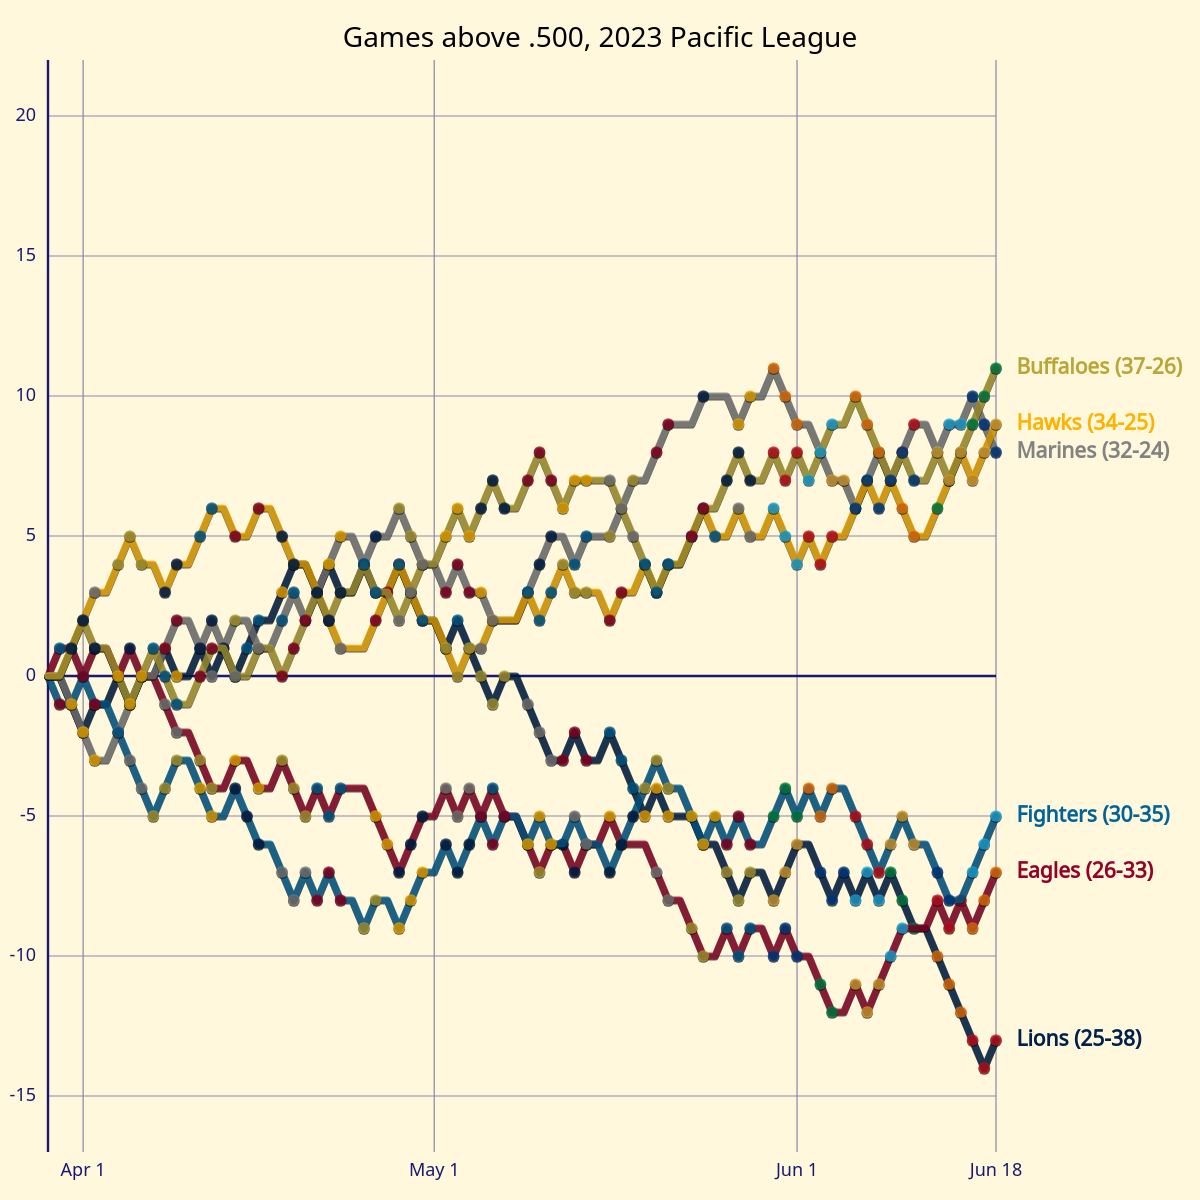 Games above .500, 2023 Pacific League
20
15
10
5
0
-5
-10
-15
Buffaloes (37-26)
Hawks (34-25)
Marines (32-24)
Fighters (30-35)
Eagles (26-33)
Lions (25-38)
Apr 1
May 1
Jun 1
Jun 18